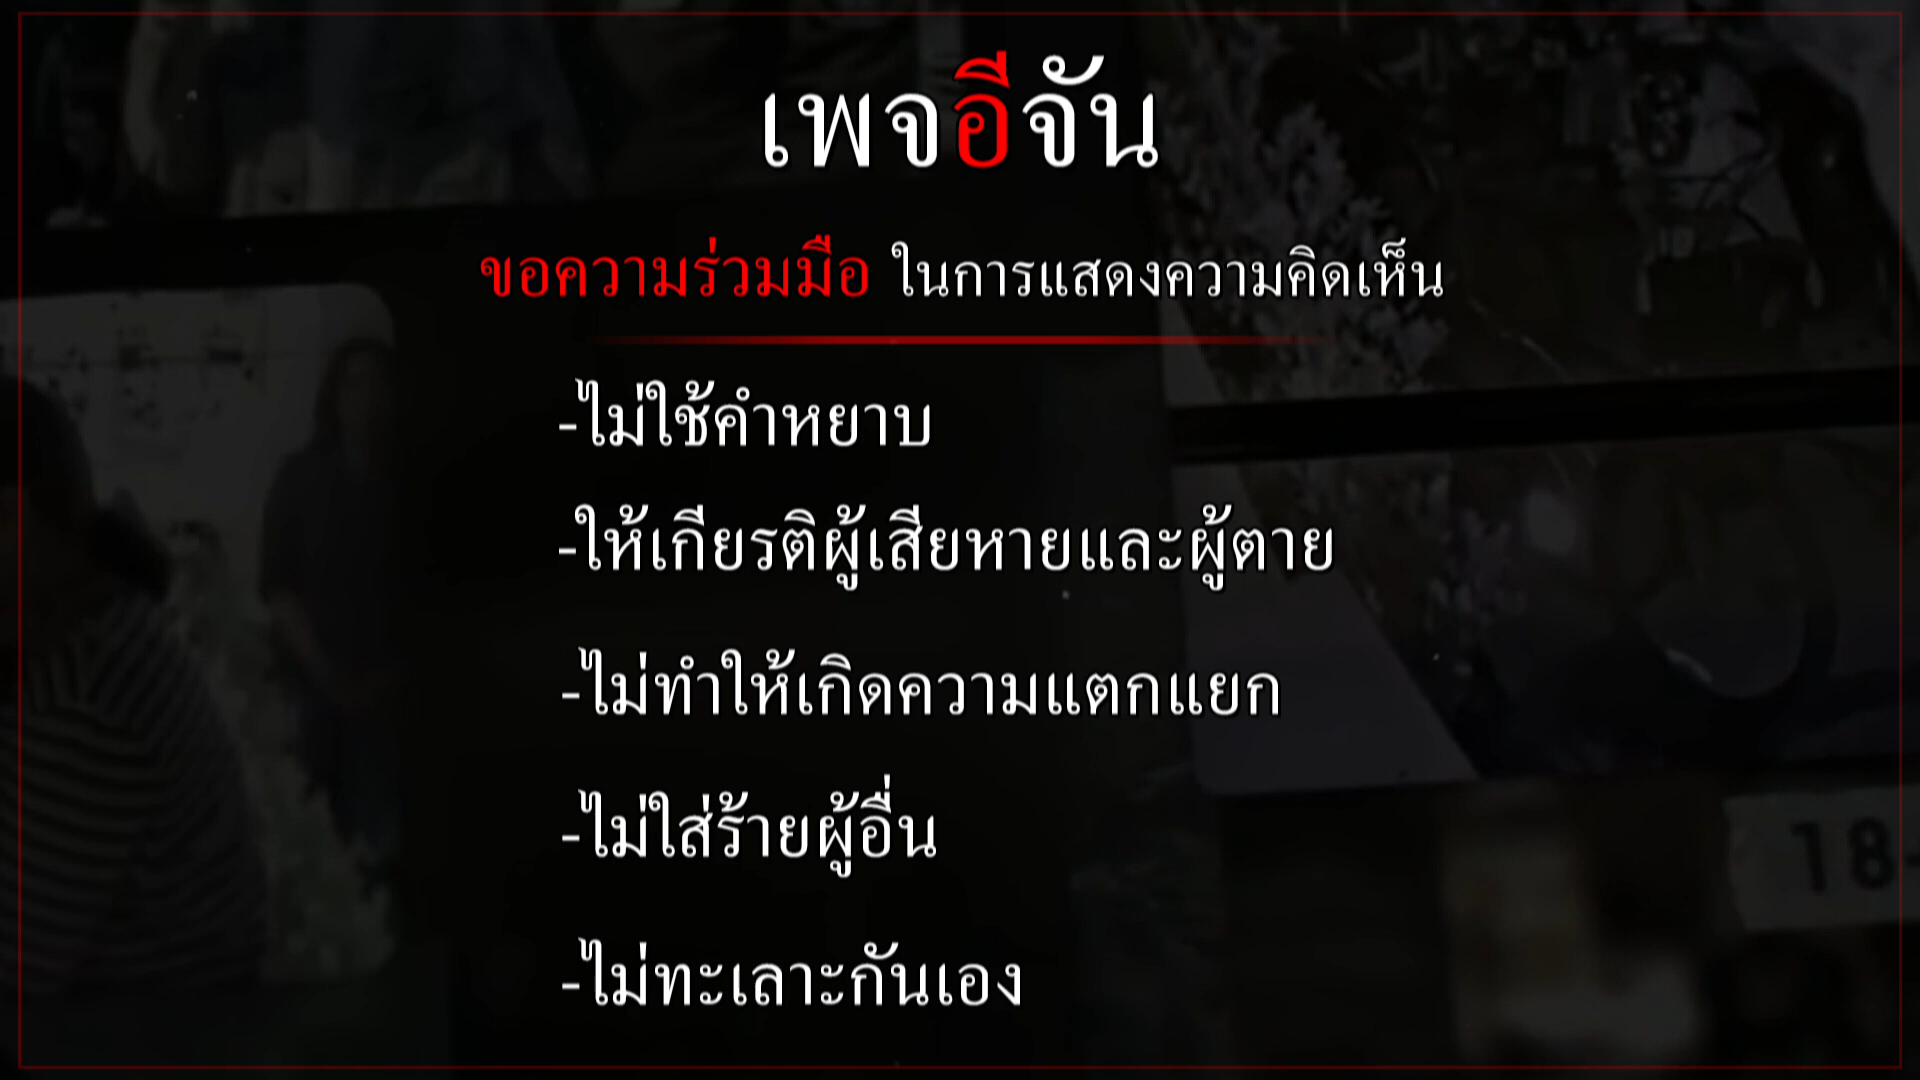 เพจอีจัน
ขอความร่วมมือ ในการแสดงความคิดเห็น
-ไม่ใช้คำหยาบ
-ให้เกียรติผู้เสียหายและผู้ตาย
-ไม่ทำให้เกิดความแตกแยก
-ไม่ใส่ร้ายผู้อื่น
18-
-ไม่ทะเลาะกันเอง